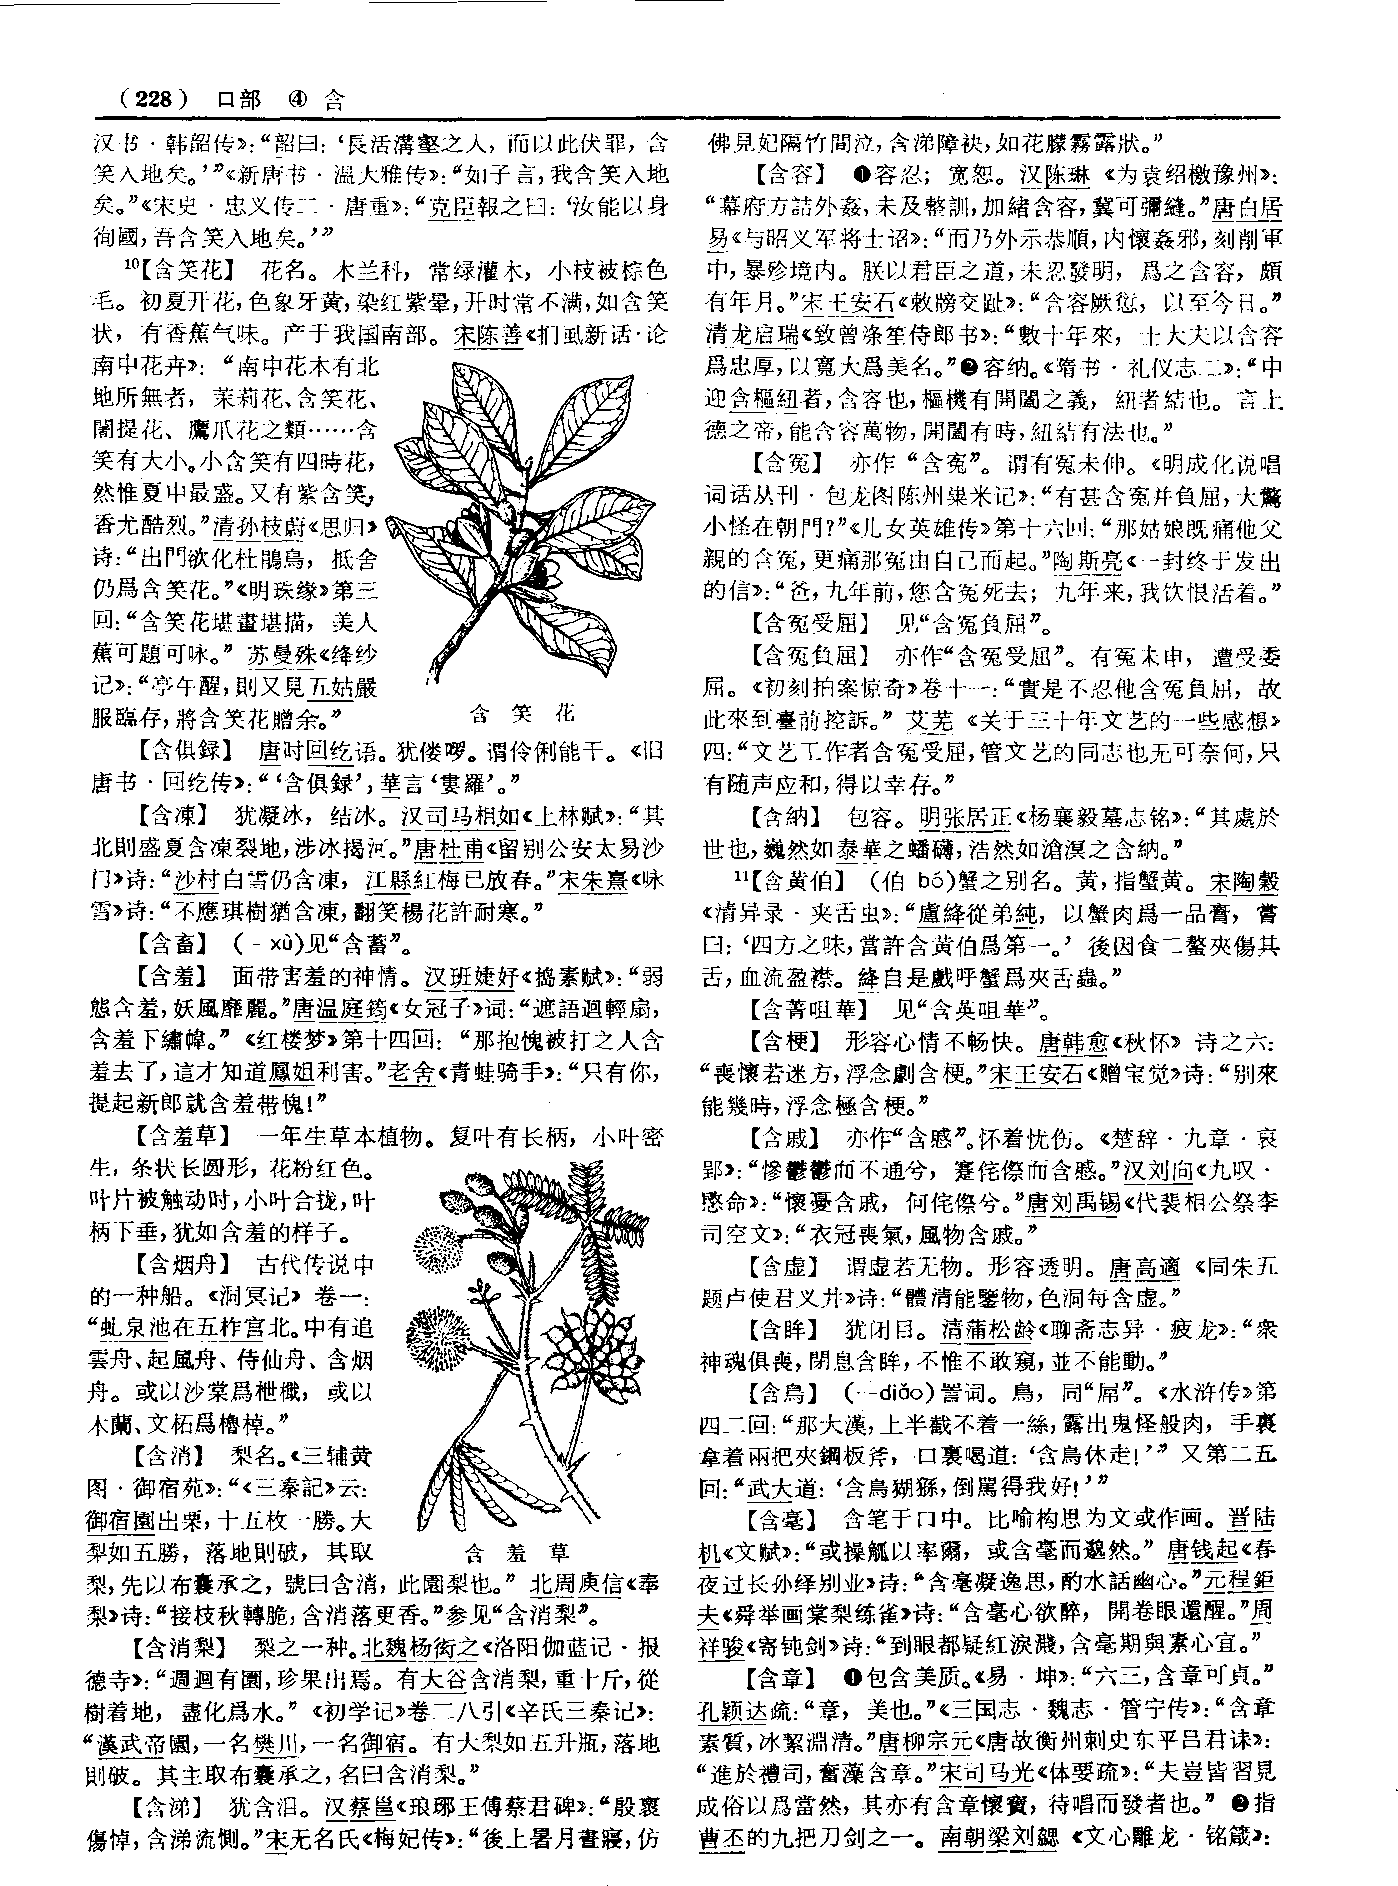 （228） 口部 ④ 含
汉书·韩韶传》：“韶曰：‘長活溝壑之人，而以此伏罪，含
笑入地矣。’”《新唐书·温大雅传》：“如子言，我含笑入地
矣。”《宋史·忠义传二·唐重》：“克臣報之曰：‘汝能以身
徇國，吾含笑入地矣。’”
¹⁰【含笑花】 花名。木兰科，常绿灌木，小枝被棕色
毛。初夏开花，色象牙黄，染红紫晕，开时常不满，如含笑
状，有香蕉气味。产于我国南部。宋陈善《扪虱新话·论
南中花卉》：“南中花木有北
地所無者，茉莉花、含笑花、
闍提花、鷹爪花之類……含
笑有大小。小含笑有四時花，
然惟夏中最盛。又有紫含笑，
香尤酷烈。”清孙枝蔚《思归》
诗：“出門欲化杜鵑鳥，抵舍
仍爲含笑花。”《明珠缘》第三
回：“含笑花堪畫堪描，美人
蕉可題可咏。”苏曼殊《绛纱
记》：“亭午醒，則又見五姑嚴
服臨存，將含笑花贈余。”
含笑花
【含俱録】 唐时回纥语。犹偻㑩。谓伶俐能干。《旧
唐书·回纥传》：“‘含俱録’，華言‘婁羅’。”
【含凍】 犹凝冰，结冰。汉司马相如《上林赋》：“其
北則盛夏含凍裂地，涉冰揭河。”唐杜甫《留别公安太易沙
门》诗：“沙村白雪仍含凍，江縣紅梅已放春。”宋朱熹《咏
雪》诗：“不應琪樹猶含凍，翻笑楊花許耐寒。”
【含畜】 （-xù）见“含蓄”。
【含羞】 面带害羞的神情。汉班婕妤《捣素赋》：“弱
態含羞，妖風靡麗。”唐温庭筠《女冠子》词：“遮語迴輕扇，
含羞下繡幃。”《红楼梦》第十四回：“那抱愧被打之人含
羞去了，這才知道鳳姐利害。”老舍《青蛙骑手》：“只有你，
提起新郎就含羞带愧！”
【含羞草】 一年生草本植物。复叶有长柄，小叶密
生，条状长圆形，花粉红色。
叶片被触动时，小叶合拢，叶
柄下垂，犹如含羞的样子。
【含烟舟】 古代传说中
的一种船。《洞冥记》卷一：
“虬泉池在五柞宫北。中有追
雲舟、起風舟、侍仙舟、含烟
舟。或以沙棠爲枻檝，或以
木蘭、文柘爲櫓棹。”
【含消】 梨名。《三辅黄
图·御宿苑》：“《三秦記》云：
御宿園出栗，十五枚一勝。大
梨如五勝，落地則破，其取
含羞草
梨，先以布囊承之，號曰含消，此園梨也。”北周庾信《奉
梨》诗：“接枝秋轉脆，含消落更香。”参见“含消梨”。
【含消梨】 梨之一种。北魏杨衒之《洛阳伽蓝记·报
德寺》：“週迴有園，珍果出焉。有大谷含消梨，重十斤，從
樹着地，盡化爲水。”《初学记》卷二八引《辛氏三秦记》：
“漢武帝園，一名樊川，一名御宿。有大梨如五升瓶，落地
則破。其主取布囊承之，名曰含消梨。”
【含涕】 犹含泪。汉蔡邕《琅琊王傅蔡君碑》：“殷衷
傷悼，含涕流惻。”宋无名氏《梅妃传》：“後上暑月晝寢，仿
佛見妃隔竹間泣，含涕障袂，如花朦霧露狀。”
【含容】 ❶容忍；宽恕。汉陈琳《为袁绍檄豫州》：
“幕府方詰外姦，未及整訓，加緒含容，冀可彌縫。”唐白居
易《与昭义军将士诏》：“而乃外示恭順，内懷姦邪，刻削軍
中，暴殄境内。朕以君臣之道，未忍發明，爲之含容，頗
有年月。”宋王安石《敕牓交趾》：“含容厥愆，以至今日。”
清龙启瑞《致曾涤笙侍郎书》：“數十年來，士大夫以含容
爲忠厚，以寬大爲美名。”❷容纳。《隋书·礼仪志二》：“中
迎含樞紐者，含容也，樞機有開闔之義，紐者結也。言土
德之帝，能含容萬物，開闔有時，紐結有法也。”
【含冤】 亦作“含寃”。谓有冤未伸。《明成化说唱
词话丛刊·包龙图陈州粜米记》：“有甚含寃并負屈，大驚
小怪在朝門？”《儿女英雄传》第十六回：“那姑娘既痛他父
親的含冤，更痛那冤由自己而起。”陶斯亮《一封终于发出
的信》：“爸，九年前，您含冤死去；九年来，我饮恨活着。”
【含冤受屈】 见“含冤負屈”。
【含冤負屈】 亦作“含冤受屈”。有冤未申，遭受委
屈。《初刻拍案惊奇》卷十一：“實是不忍他含冤負屈，故
此來到臺前控訴。”艾芜《关于三十年文艺的一些感想》
四：“文艺工作者含冤受屈，管文艺的同志也无可奈何，只
有随声应和，得以幸存。”
【含納】 包容。明张居正《杨襄毅墓志铭》：“其處於
世也，巍然如泰華之蟠礴，浩然如滄溟之含納。”
¹¹【含黄伯】 （伯 bó）蟹之别名。黄，指蟹黄。宋陶穀
《清异录·夹舌虫》：“盧絳從弟純，以蟹肉爲一品膏，嘗
曰：‘四方之味，當許含黄伯爲第一。’後因食二螯夾傷其
舌，血流盈襟。絳自是戲呼蟹爲夾舌蟲。”
【含菁咀華】 见“含英咀華”。
【含梗】 形容心情不畅快。唐韩愈《秋怀》诗之六：
“喪懷若迷方，浮念劇含梗。”宋王安石《赠宝觉》诗：“别來
能幾時，浮念極含梗。”
【含戚】 亦作“含慼”。怀着忧伤。《楚辞·九章·哀
郢》：“慘鬱鬱而不通兮，蹇侘傺而含慼。”汉刘向《九叹·
愍命》：“懷憂含戚，何侘傺兮。”唐刘禹锡《代裴相公祭李
司空文》：“衣冠喪氣，風物含戚。”
【含虚】 谓虚若无物。形容透明。唐高適《同朱五
题卢使君义井》诗：“體清能鑒物，色洞每含虚。”
【含眸】 犹闭目。清蒲松龄《聊斋志异·疲龙》：“衆
神魂俱喪，閉息含眸，不惟不敢窺，並不能動。”
【含鳥】 （-diǎo）詈词。鳥，同“屌”。《水浒传》第
四二回：“那大漢，上半截不着一絲，露出鬼怪般肉，手裏
拿着兩把夾鋼板斧，口裏喝道：‘含鳥休走！’”又第二五
回：“武大道：‘含鳥猢猻，倒罵得我好！’”
【含毫】 含笔于口中。比喻构思为文或作画。晋陆
机《文赋》：“或操觚以率爾，或含毫而邈然。”唐钱起《春
夜过长孙绎别业》诗：“含毫凝逸思，酌水話幽心。”元程鉅
夫《舜举画棠梨练雀》诗：“含毫心欲醉，開卷眼還醒。”周
祥骏《寄钝剑》诗：“到眼都疑紅淚濺，含毫期與素心宜。”
【含章】 ❶包含美质。《易·坤》：“六三，含章可貞。”
孔颖达疏：“章，美也。”《三国志·魏志·管宁传》：“含章
素質，冰絜淵清。”唐柳宗元《唐故衡州刺史东平吕君诔》：
“進於禮司，奮藻含章。”宋司马光《体要疏》：“夫豈皆習見
成俗以爲當然，其亦有含章懷寶，待唱而發者也。”❷指
曹丕的九把刀剑之一。南朝梁刘勰《文心雕龙·铭箴》：